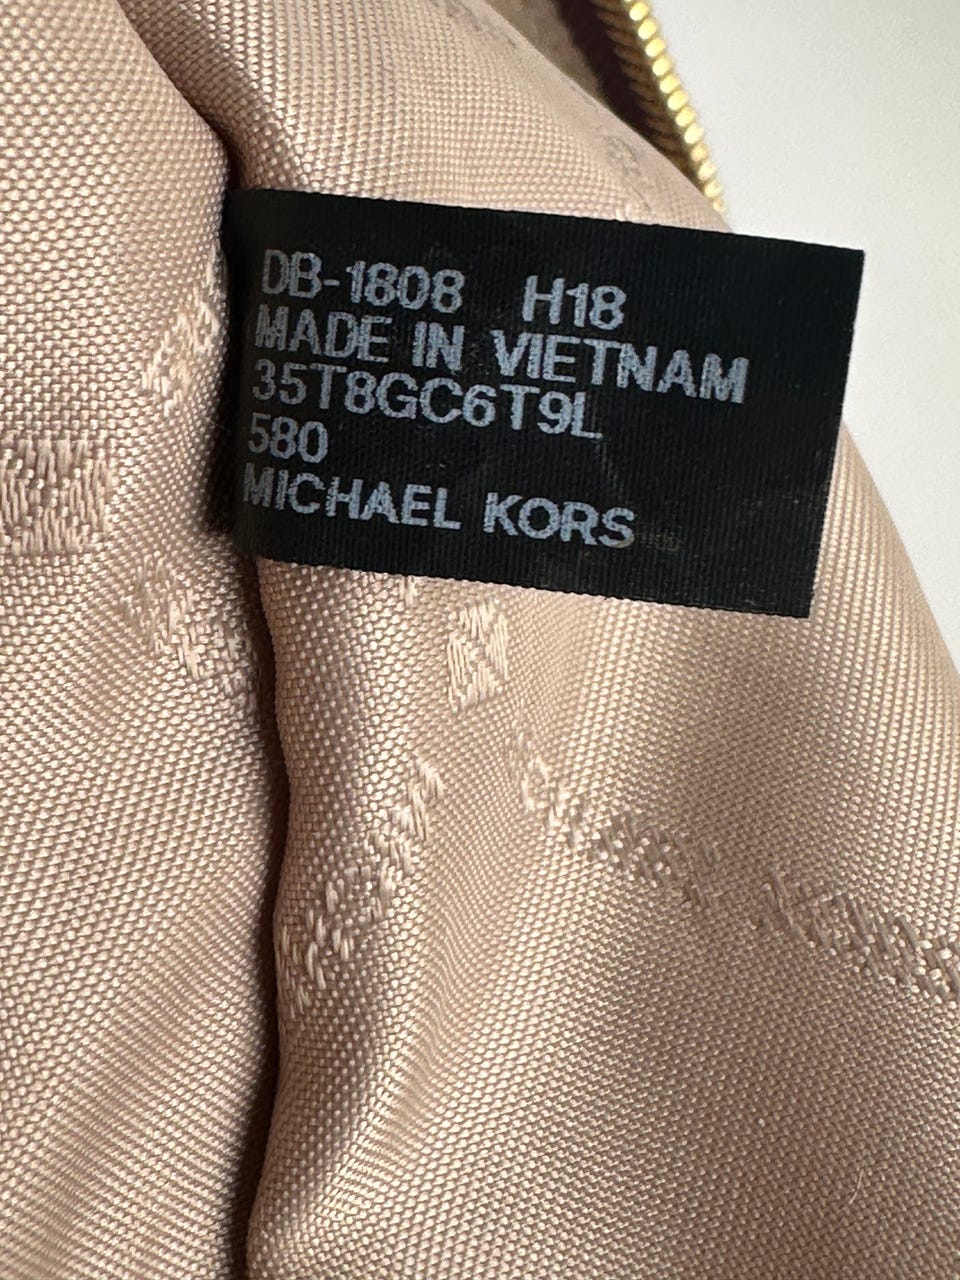 DB-1808 H18
MADE IN VIETNAM
35T8GC6T9L
580
MICHAEL KORS